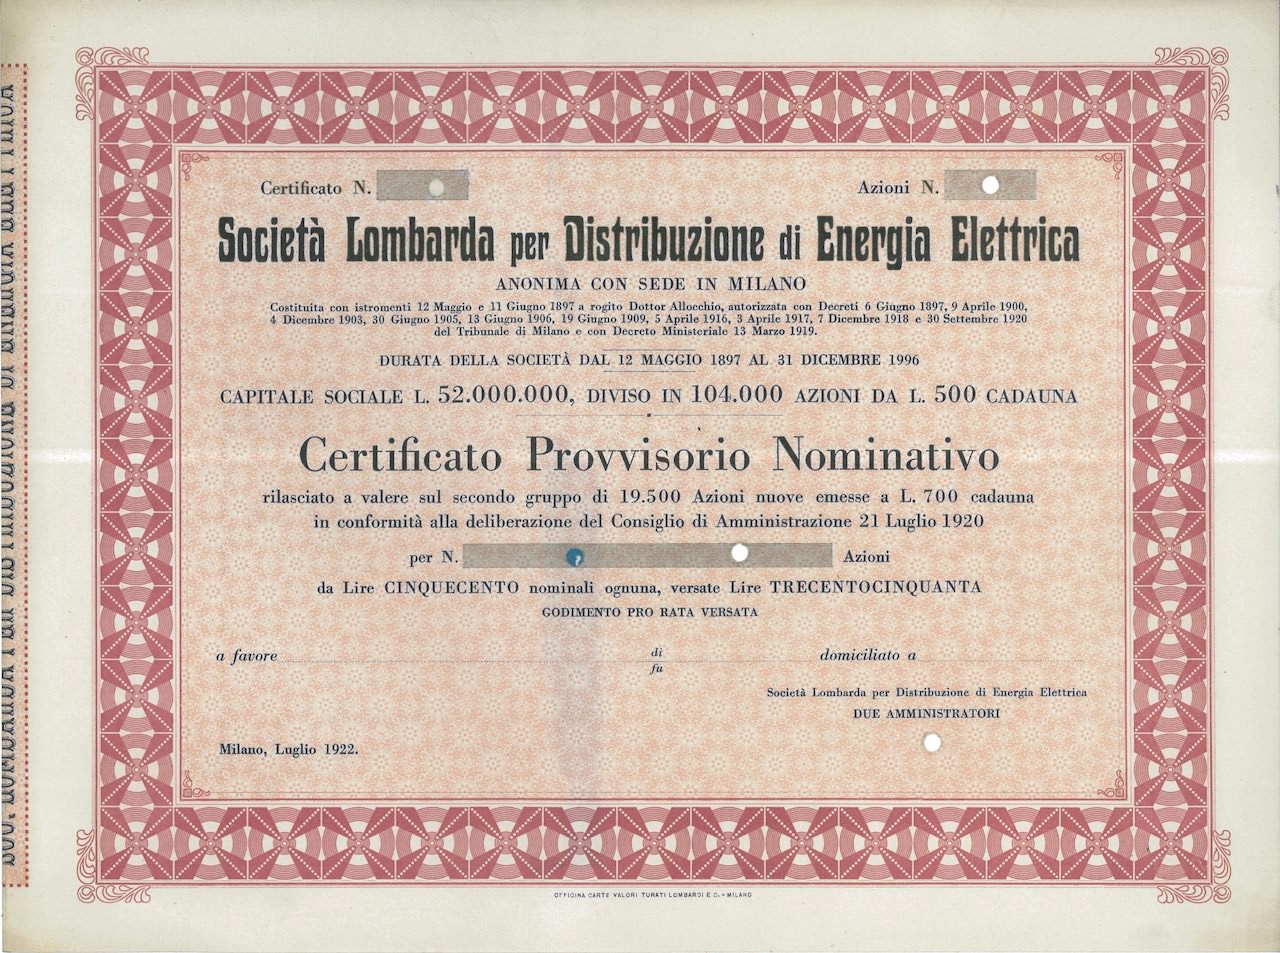 Certificato N.
Azioni N.
Società Lombarda per Distribuzione di Energia Elettrica
ANONIMA CON SEDE IN MILANO
Costituita con istromenti 12 Maggio e 11 Giugno 1897 a rogito Dottor Allocchio, autorizzata con Decreti 6 Giugno 1897, 9 Aprile 1900,
4 Dicembre 1903, 30 Giugno 1905, 13 Giugno 1906, 19 Giugno 1909, 5 Aprile 1916, 3 Aprile 1917, 7 Dicembre 1918 e 30 Settembre 1920
del Tribunale di Milano e con Decreto Ministeriale 13 Marzo 1919.
DURATA DELLA SOCIETÀ DAL 12 MAGGIO 1897 AL 31 DICEMBRE 1996
CAPITALE SOCIALE L. 52.000.000, DIVISO IN 104.000 AZIONI DA L. 500 CADAUNA
Certificato Provvisorio Nominativo
rilasciato a valere sul secondo gruppo di 19.500 Azioni nuove emesse a L. 700 cadauna
in conformità alla deliberazione del Consiglio di Amministrazione 21 Luglio 1920
per N. Azioni
da Lire CINQUECENTO nominali ognuna, versate Lire TRECENTOCINQUANTA
GODIMENTO PRO RATA VERSATA
a favore di fu domiciliato a
Società Lombarda per Distribuzione di Energia Elettrica
DUE AMMINISTRATORI
Milano, Luglio 1922.
OFFICINA CARTE VALORI TURATI LOMBARDI E C. - MILANO